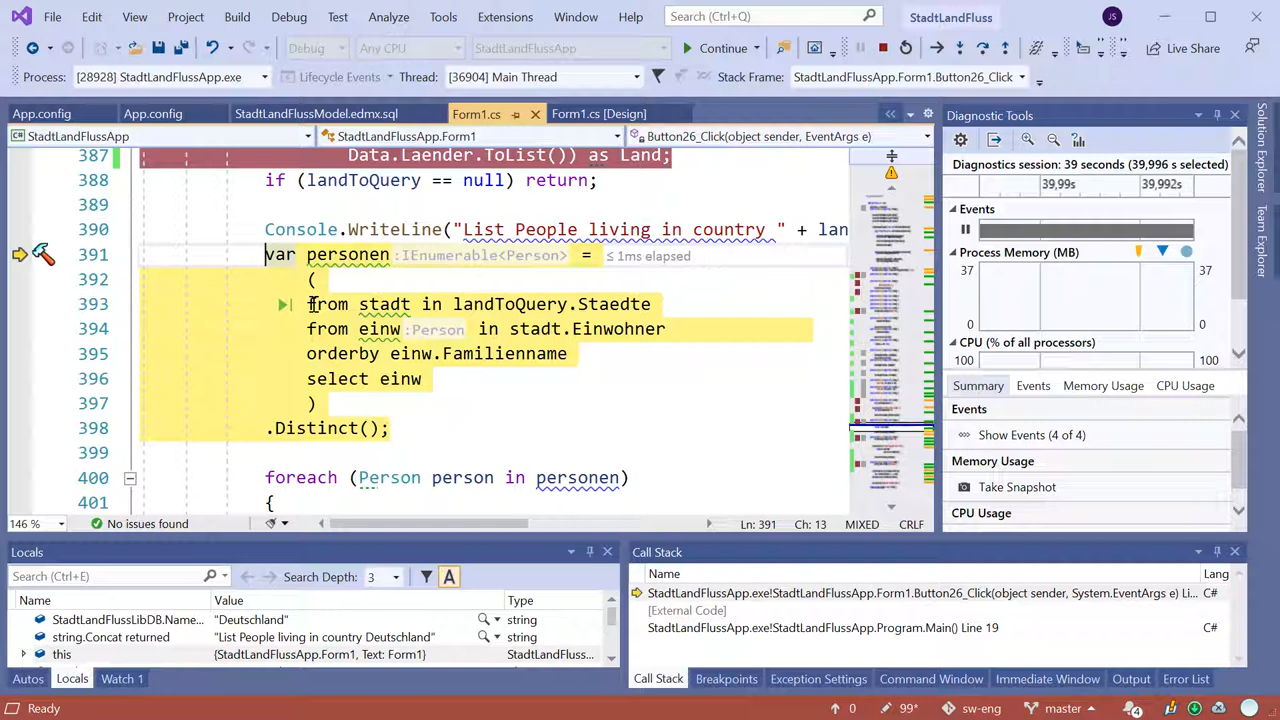 File Edit View Git Project Build Debug Test Analyze Tools Extensions Window Help Search (Ctrl+Q) StadtLandFluss JS
Debug Any CPU StadtLandFlussApp Continue Live Share
Process: [28928] StadtLandFlussApp.exe Lifecycle Events Thread: [36904] Main Thread Stack Frame: StadtLandFlussApp.Form1.Button26_Click
App.config App.config StadtLandFlussModel.edmx.sql Form1.cs Form1.cs [Design]
StadtLandFlussApp StadtLandFlussApp.Form1 Button26_Click(object sender, EventArgs e)
387 Data.Laender.ToList()) as Land;
388 if (landToQuery == null) return;
389
390 Console.WriteLine("List People living in country " + lan
391 var personen :IEnumerable<Person> = ≤ 1ms elapsed
392 (
393 from stadt in landToQuery.Staedte
394 from einw :Person in stadt.Einwohner
395 orderby einw.Familienname
396 select einw
397 )
398 .Distinct();
399
400 foreach (Person person in personen)
401 {
146 % No issues found Ln: 391 Ch: 13 MIXED CRLF
Diagnostic Tools
Diagnostics session: 39 seconds (39,986 s selected)
39,99s 39,992s
Events
Process Memory (MB)
37 37
0 0
CPU (% of all processors)
100 100
Summary Events Memory Usage CPU Usage
Events
Show Events (4 of 4)
Memory Usage
Take Snapsh
CPU Usage
Solution Explorer
Team Explorer
Locals
Search (Ctrl+E) Search Depth: 3 A
Name Value Type
StadtLandFlussLibDB.Name... "Deutschland" string
string.Concat returned "List People living in country Deutschland" string
this {StadtLandFlussApp.Form1, Text: Form1} StadtLandFluss...
Autos Locals Watch 1
Call Stack
Name Lang
StadtLandFlussApp.exe!StadtLandFlussApp.Form1.Button26_Click(object sender, System.EventArgs e) Li... C#
[External Code]
StadtLandFlussApp.exe!StadtLandFlussApp.Program.Main() Line 19 C#
Call Stack Breakpoints Exception Settings Command Window Immediate Window Output Error List
Ready 0 99* sw-eng master 4